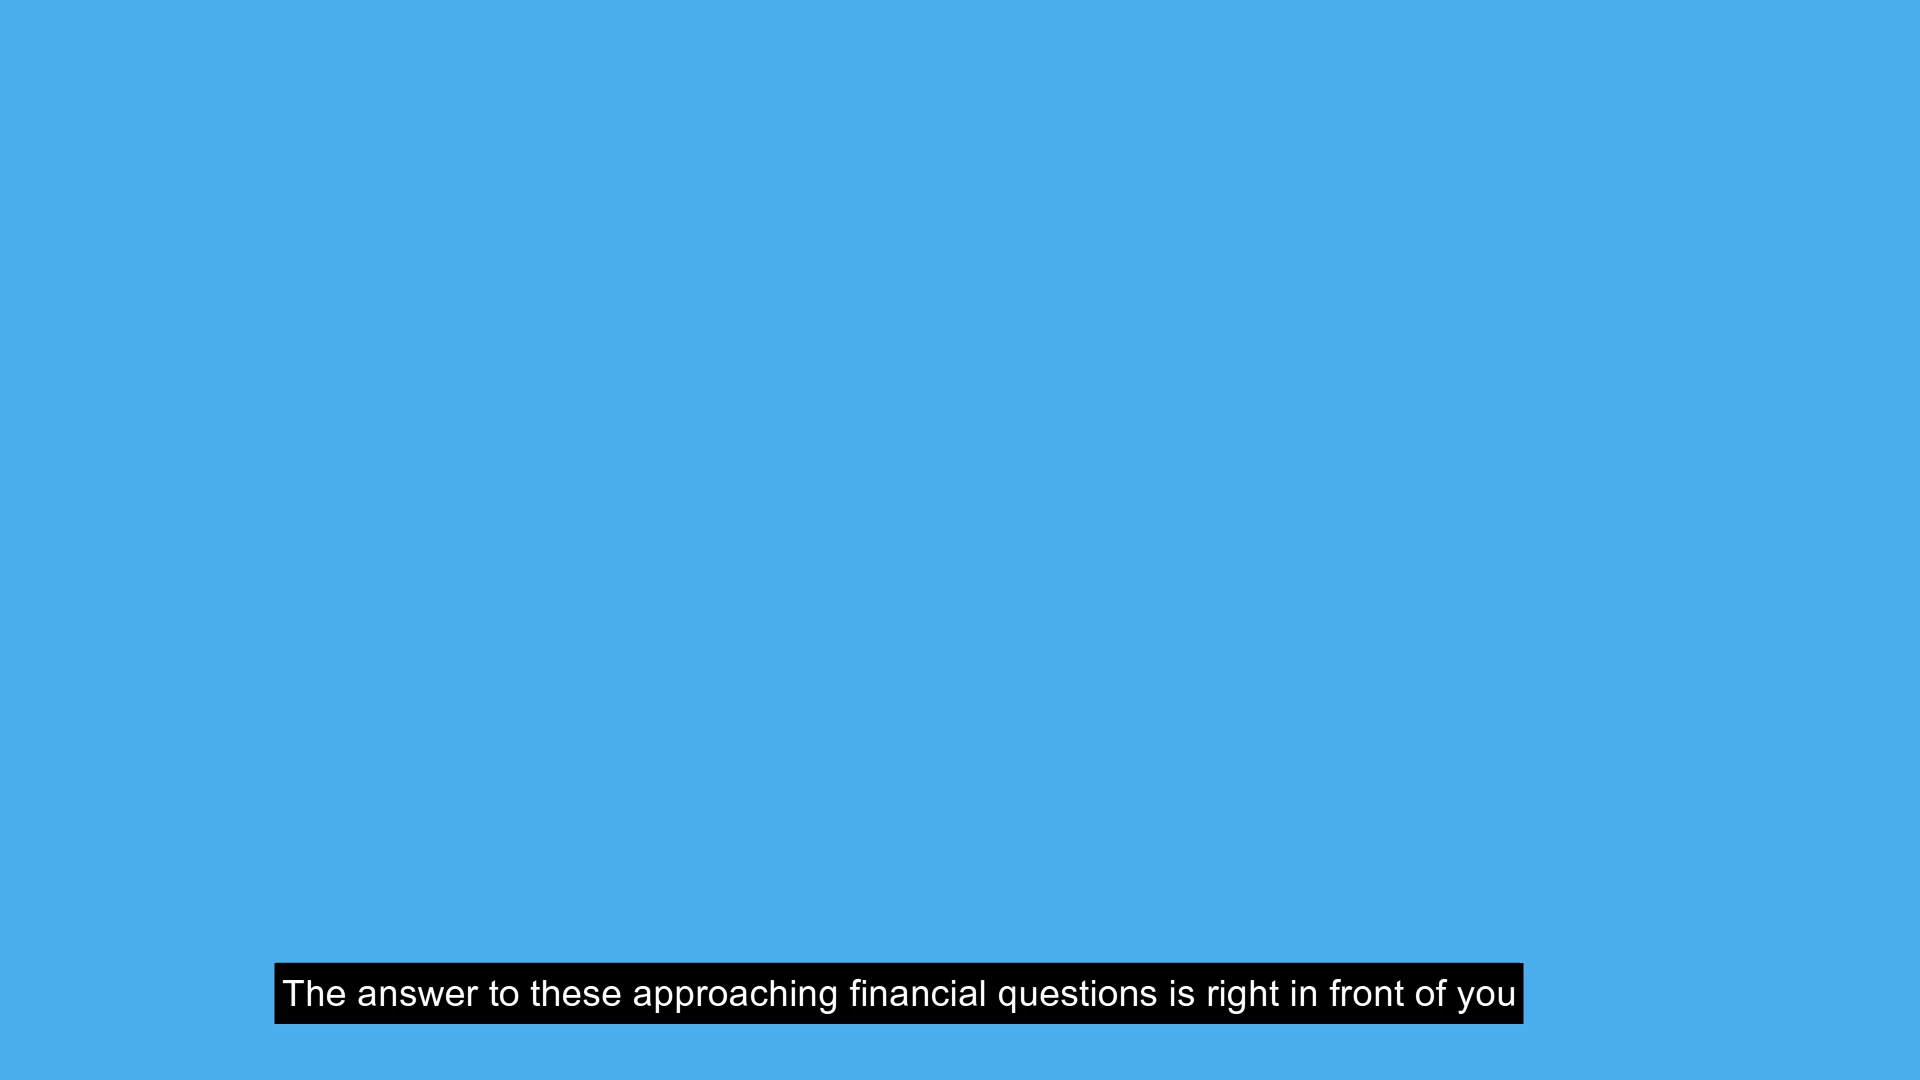 The answer to these approaching financial questions is right in front of you